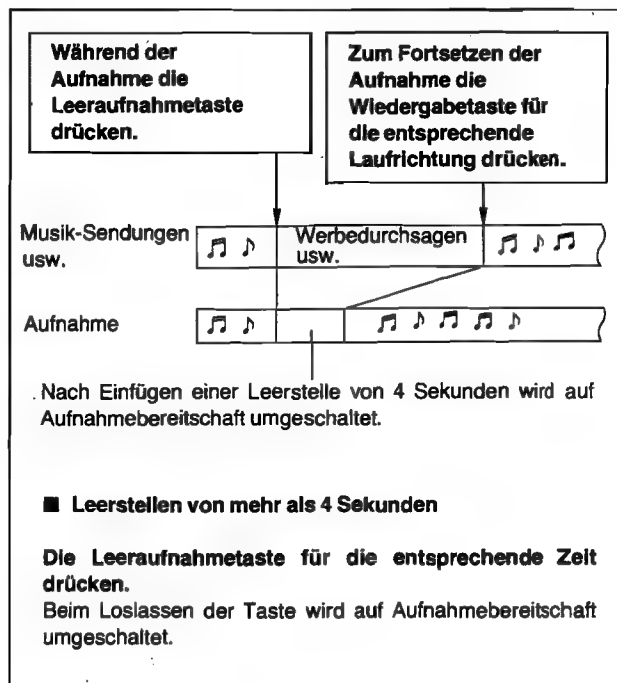 Während der
Aufnahme die
Leeraufnahmetaste
drücken.
Zum Fortsetzen der
Aufnahme die
Wiedergabetaste für
die entsprechende
Laufrichtung drücken.
Musik-Sendungen
usw.
Werbedurchsagen
usw.
Aufnahme
Nach Einfügen einer Leerstelle von 4 Sekunden wird auf
Aufnahmebereitschaft umgeschaltet.
■ Leerstellen von mehr als 4 Sekunden
Die Leeraufnahmetaste für die entsprechende Zeit
drücken.
Beim Loslassen der Taste wird auf Aufnahmebereitschaft
umgeschaltet.